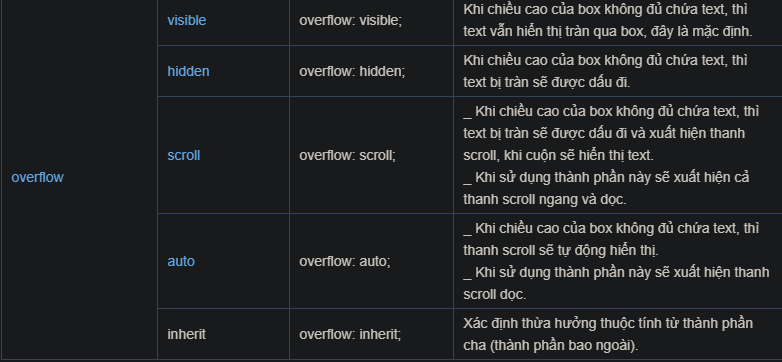 visible overflow: visible; Khi chiều cao của box không đủ chứa text, thì
text vẫn hiển thị tràn qua box, đây là mặc định.
hidden overflow: hidden; Khi chiều cao của box không đủ chứa text, thì
text bị tràn sẽ được dấu đi.
overflow
scroll overflow: scroll; _ Khi chiều cao của box không đủ chứa text, thì
text bị tràn sẽ được dấu đi và xuất hiện thanh
scroll, khi cuộn sẽ hiển thị text.
_ Khi sử dụng thành phần này sẽ xuất hiện cả
thanh scroll ngang và dọc.
auto overflow: auto; _ Khi chiều cao của box không đủ chứa text, thì
thanh scroll sẽ tự động hiển thị.
_ Khi sử dụng thành phần này sẽ xuất hiện thanh
scroll dọc.
inherit overflow: inherit; Xác định thừa hưởng thuộc tính từ thành phần
cha (thành phần bao ngoài).